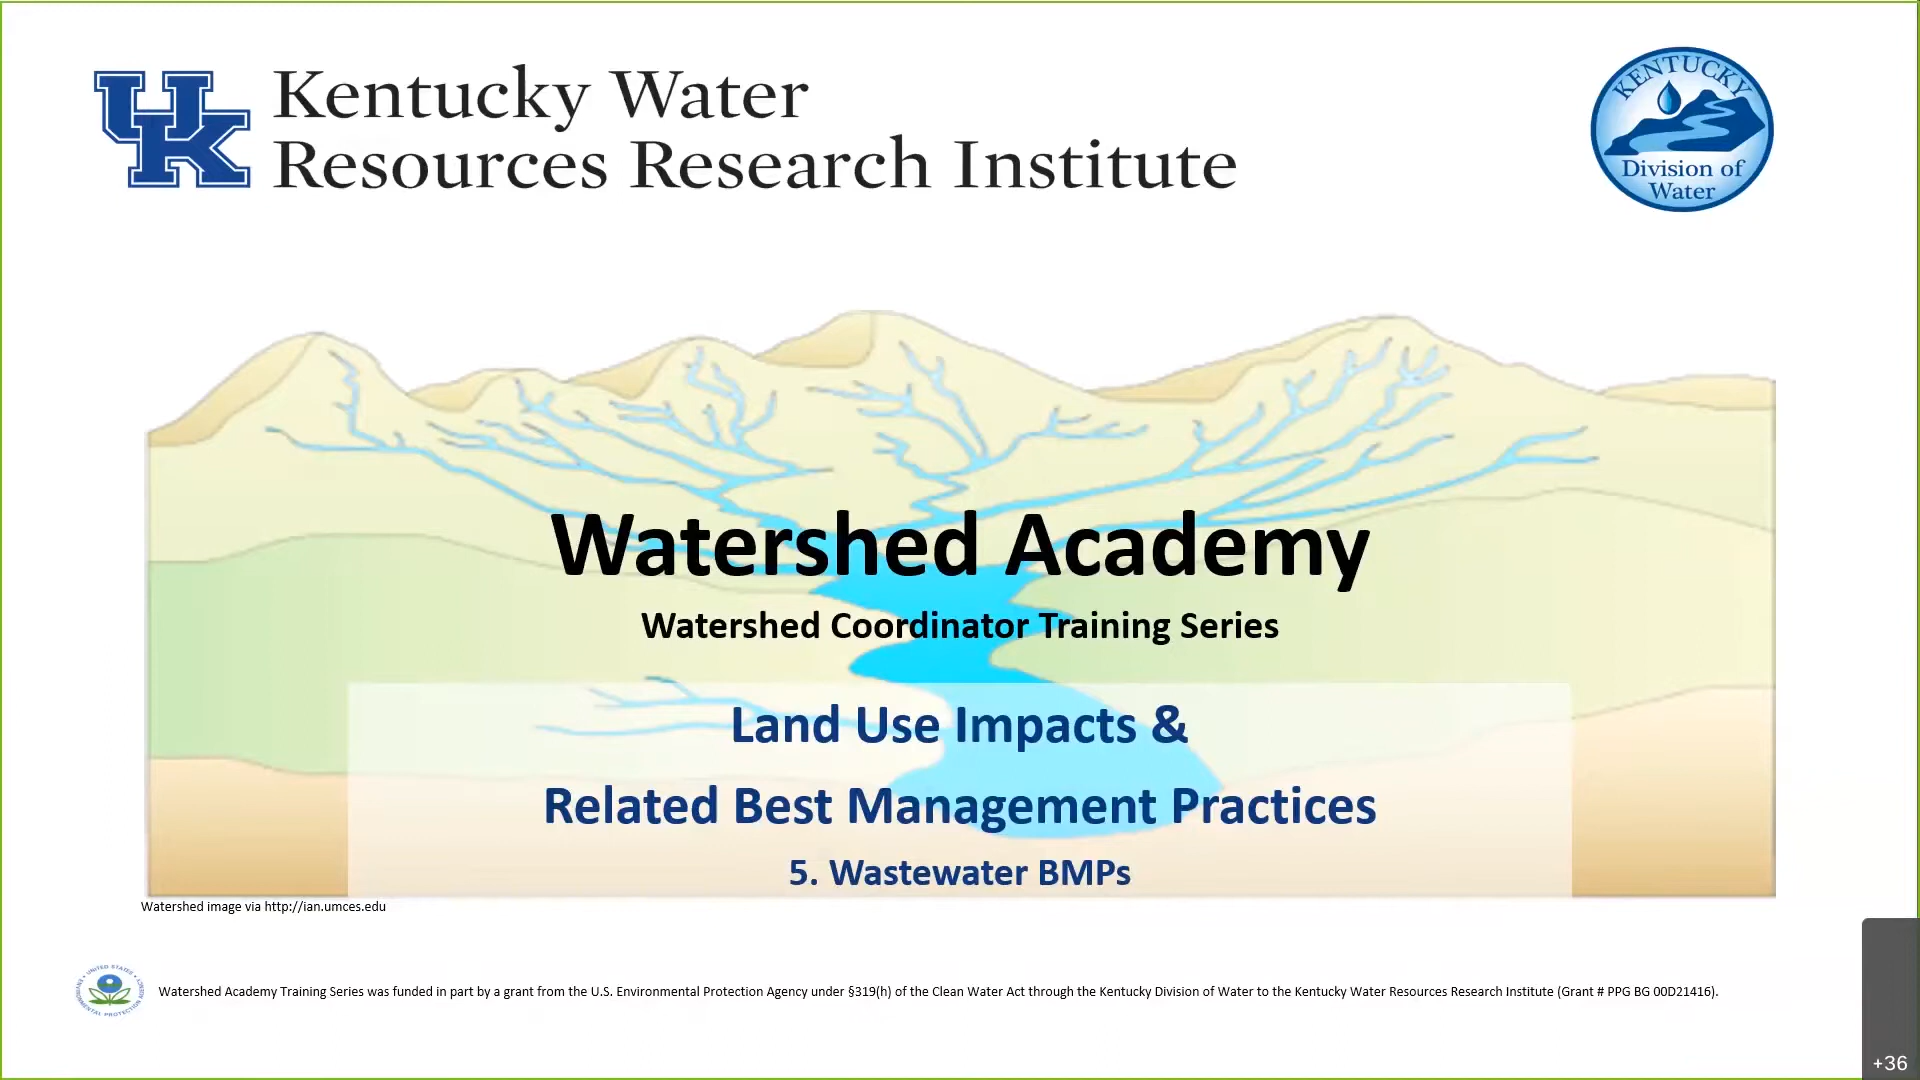 UK
Kentucky Water
Resources Research Institute
KENTUCKY
Division of
Water
Watershed Academy
Watershed Coordinator Training Series
Land Use Impacts &
Related Best Management Practices
5. Wastewater BMPs
Watershed image via http://ian.umces.edu
UNITED STATES
Watershed Academy Training Series was funded in part by a grant from the U.S. Environmental Protection Agency under §319(h) of the Clean Water Act through the Kentucky Division of Water to the Kentucky Water Resources Research Institute (Grant # PPG BG 00D21416).
+36